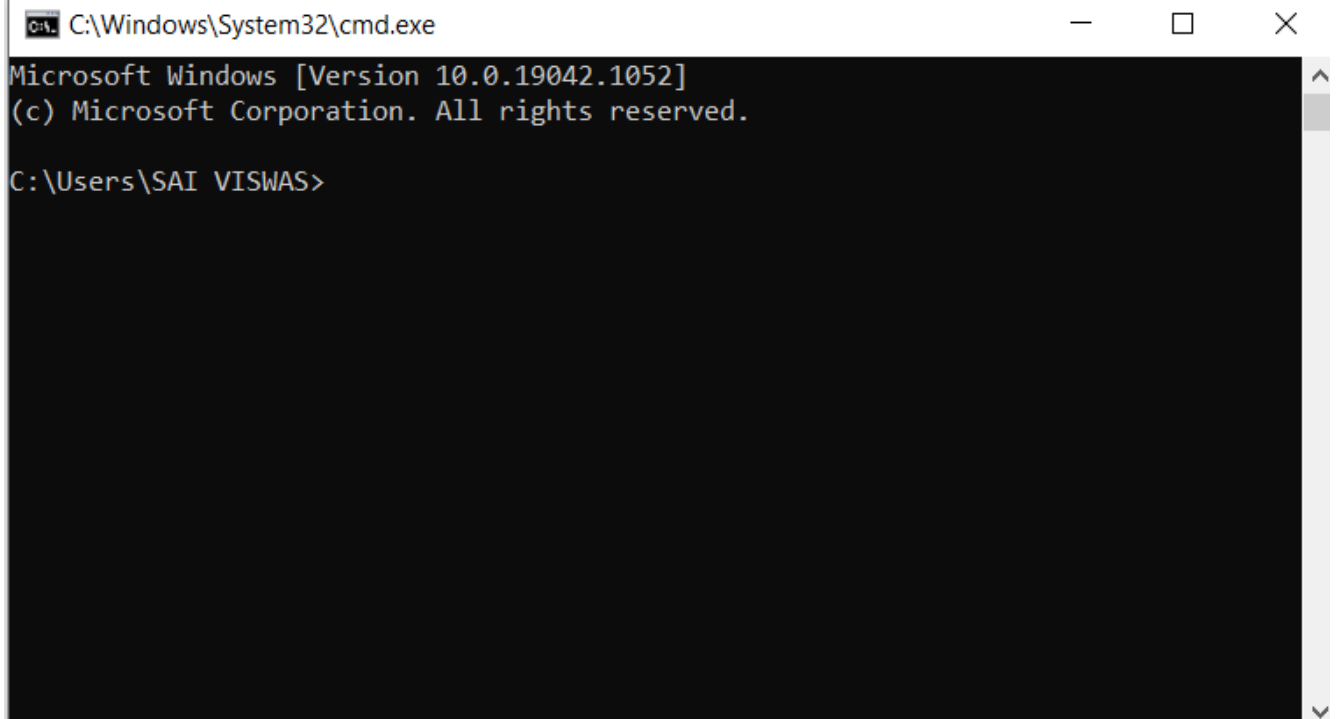 C:\Windows\System32\cmd.exe
Microsoft Windows [Version 10.0.19042.1052]
(c) Microsoft Corporation. All rights reserved.
C:\Users\SAI VISWAS>